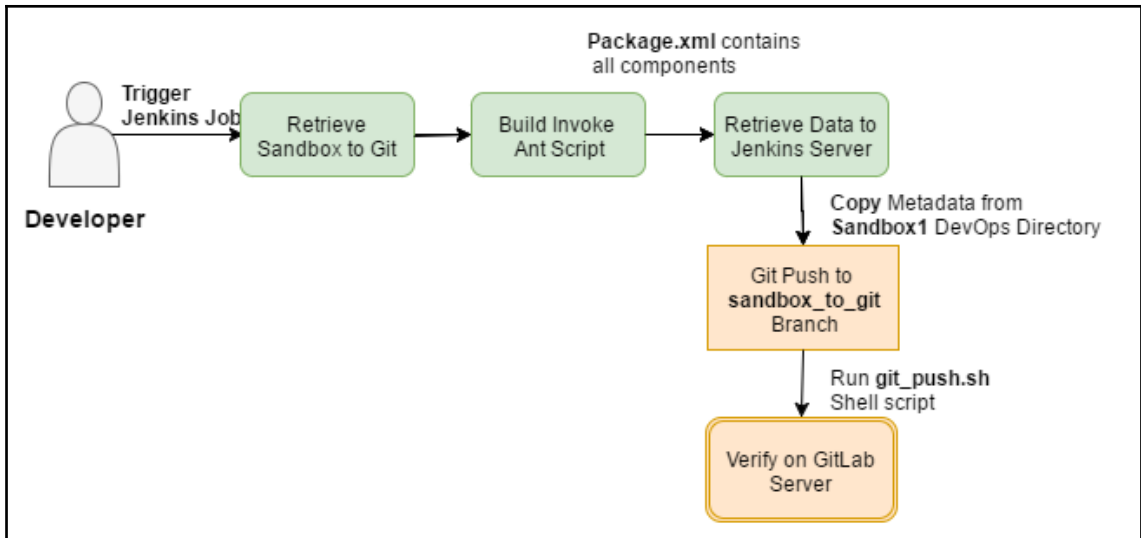 Package.xml contains
all components
Trigger
Jenkins Job
Retrieve
Sandbox to Git
Build Invoke
Ant Script
Retrieve Data to
Jenkins Server
Developer
Copy Metadata from
Sandbox1 DevOps Directory
Git Push to
sandbox_to_git
Branch
Run git_push.sh
Shell script
Verify on GitLab
Server